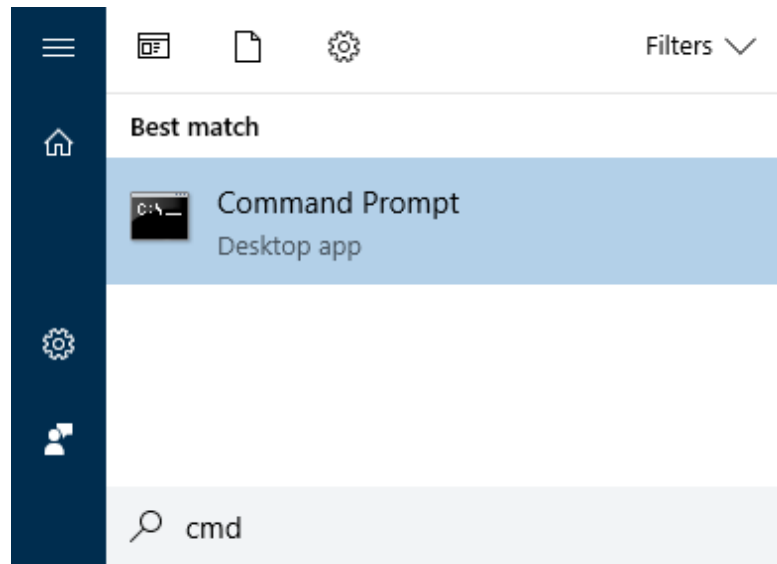 Filters
Best match
C:\_
Command Prompt
Desktop app
cmd